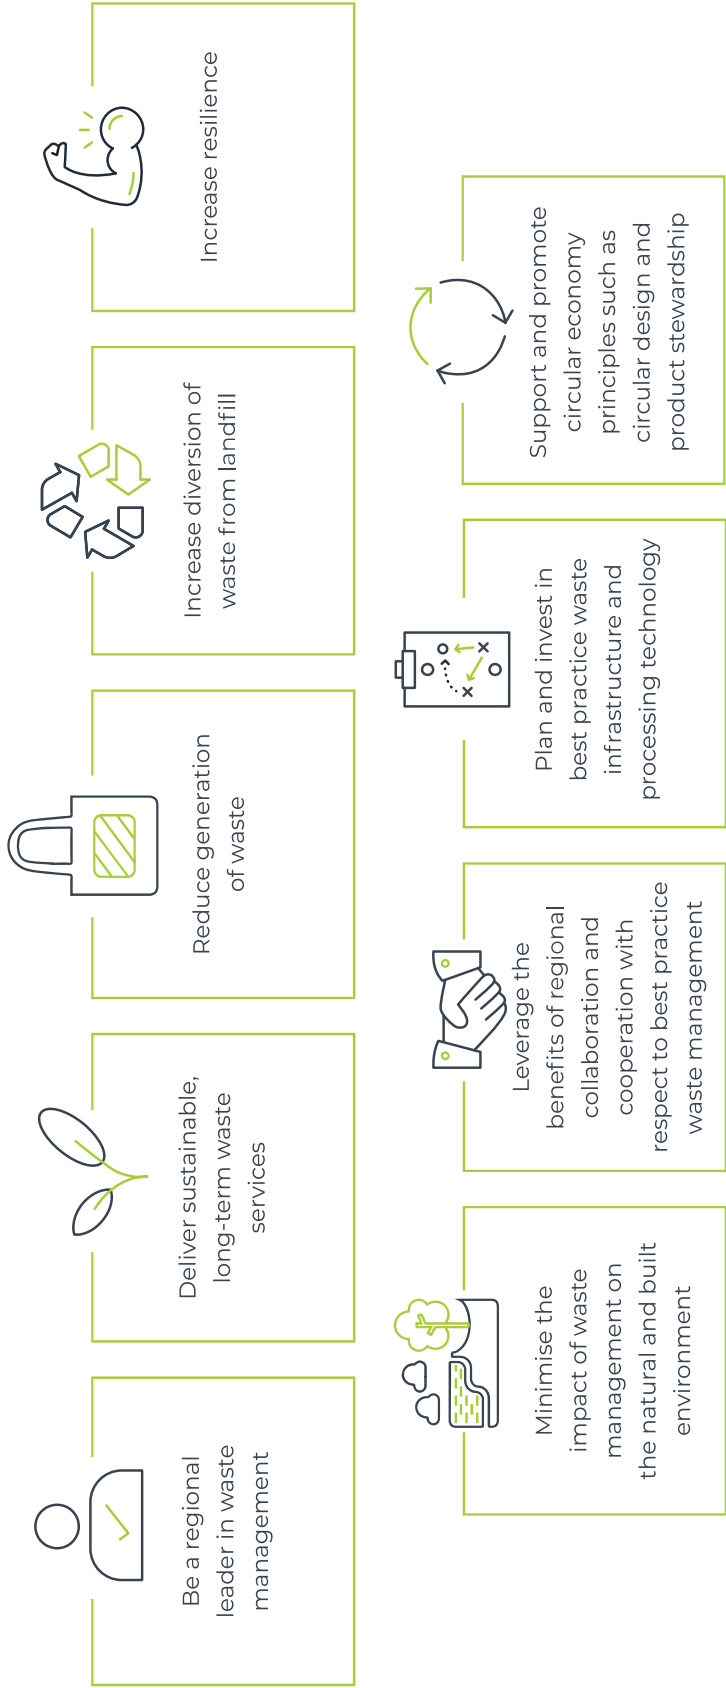 Be a regional
leader in waste
management
Deliver sustainable,
long-term waste
services
Reduce generation
of waste
Increase diversion of
waste from landfill
Increase resilience
Minimise the
impact of waste
management on
the natural and built
environment
Leverage the
benefits of regional
collaboration and
cooperation with
respect to best practice
waste management
Plan and invest in
best practice waste
infrastructure and
processing technology
Support and promote
circular economy
principles such as
circular design and
product stewardship